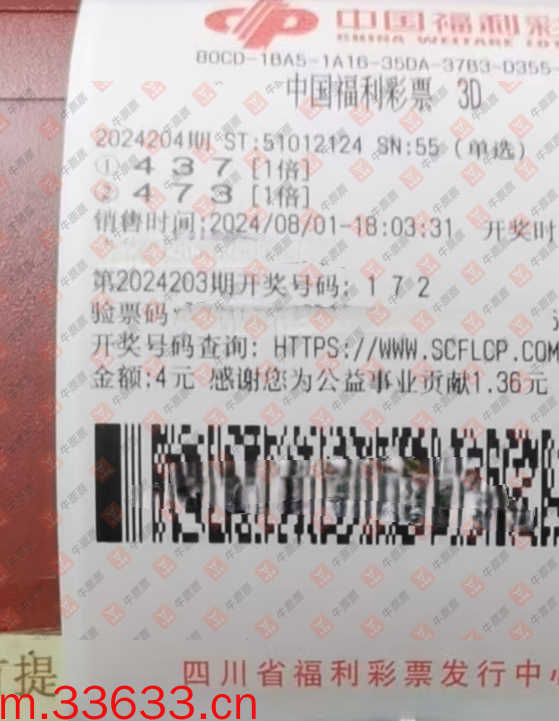 中国福利彩
CHINA WELFARE LOT
80CD-1BA5-1A16-35DA-37B3-D355-
中国福利彩票 3D
2024204期 ST:51012124 SN:55 (单选)
① 4 3 7 [1倍]
② 4 7 3 [1倍]
销售时间:2024/08/01-18:03:31 开奖时
第2024203期开奖号码: 1 7 2
验票码:
开奖号码查询: HTTPS://WWW.SCFLCP.COM
金额:4元 感谢您为公益事业贡献1.36元
四川省福利彩票发行中心
提
m.33633.cn